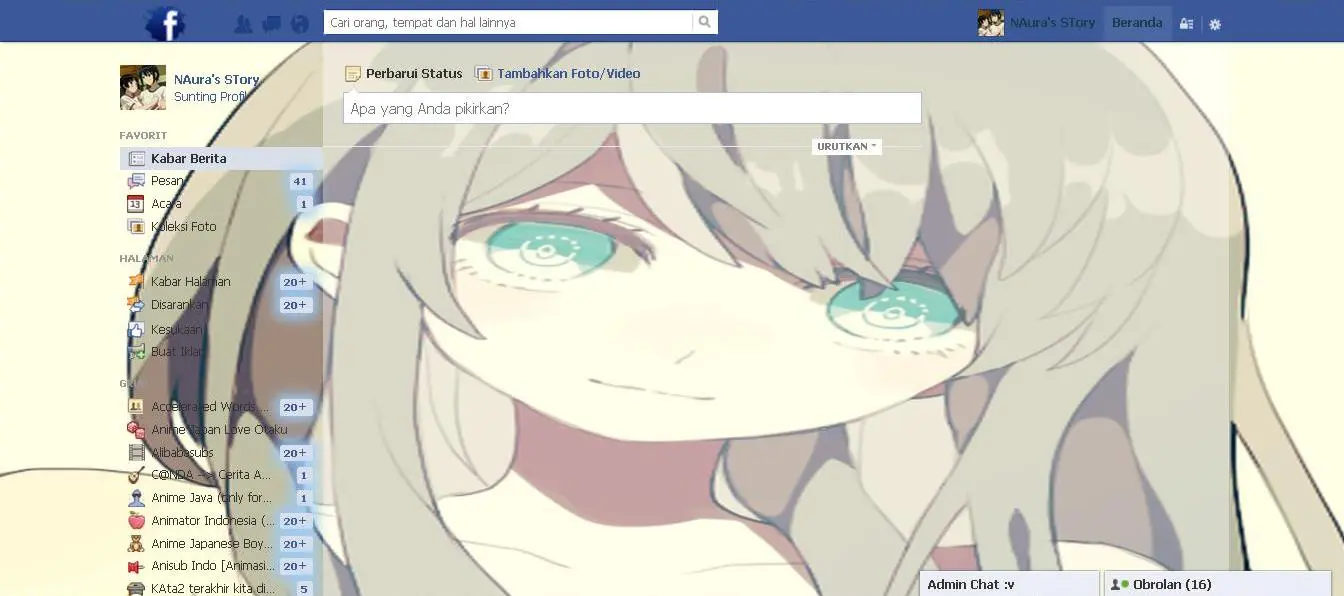 f
Cari orang, tempat dan hal lainnya
NAura's STory
Beranda
NAura's STory
Sunting Profil
Perbarui Status
Tambahkan Foto/Video
Apa yang Anda pikirkan?
URUTKAN
FAVORIT
Kabar Berita
Pesan 41
13 Acara 1
Koleksi Foto
HALAMAN
Kabar Halaman 20+
Disarankan 20+
Kesukaan
Buat Iklan
Accelerated Words ... 20+
Anime Japan Love Otaku
Alibabasubs 20+
C@NDA --> Cerita A... 1
Anime Java (only for... 1
Animator Indonesia (... 20+
Anime Japanese Boy... 20+
Anisub Indo [Animasi... 20+
KAta2 terakhir kita di... 5
Admin Chat :v
Obrolan (16)